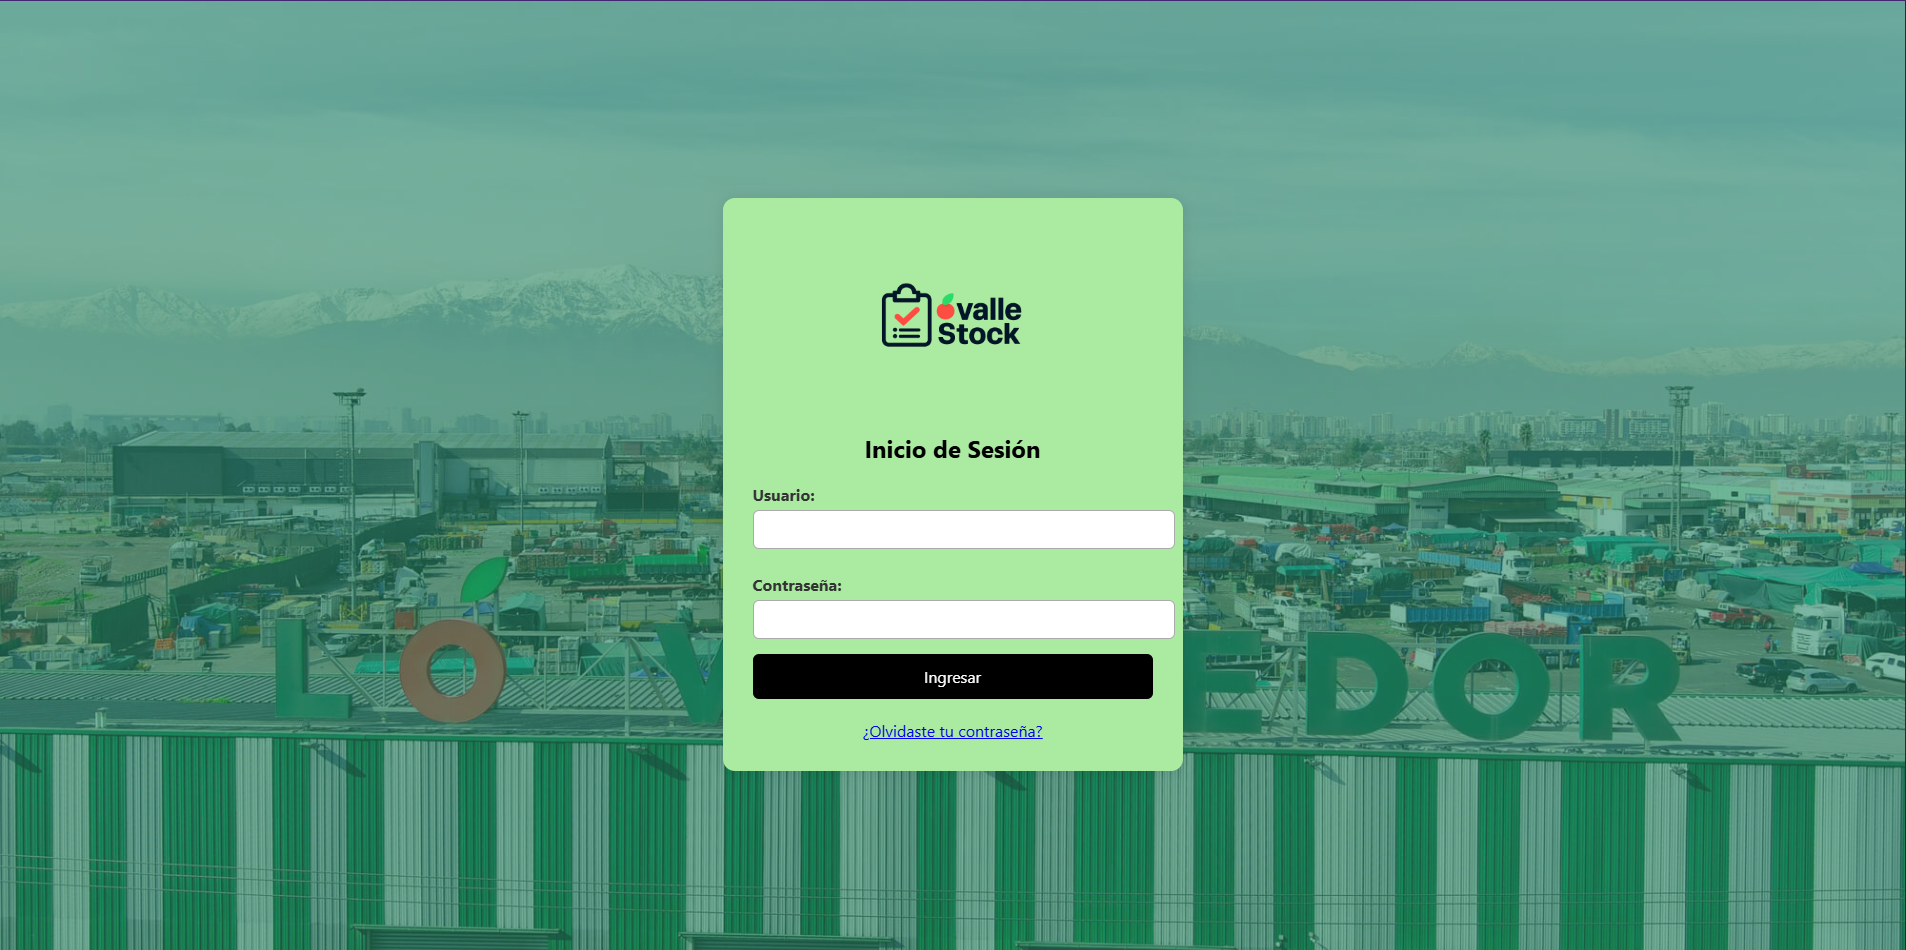 valle
Stock
Inicio de Sesión
Usuario:
Contraseña:
Ingresar
¿Olvidaste tu contraseña?
LO V EDOR